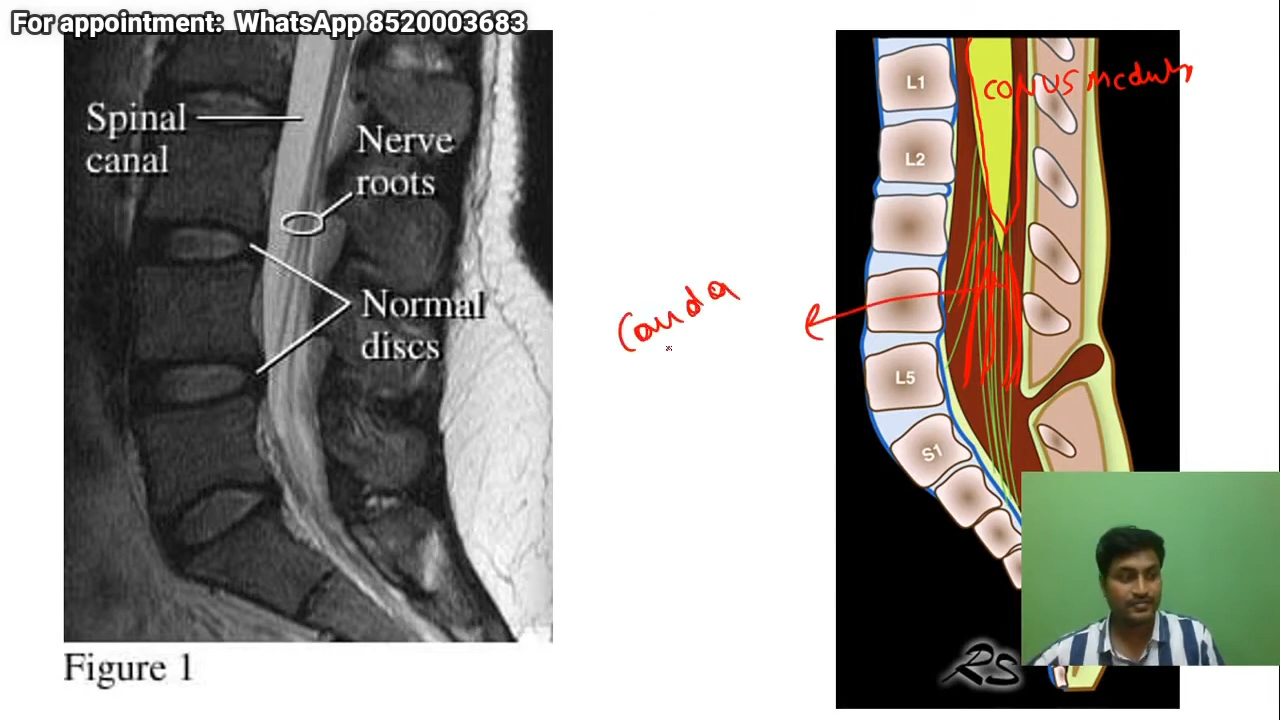 For appointment: WhatsApp 8520003683
Spinal
canal
Nerve
roots
Normal
discs
Figure 1
Cauda
L1
conus medul
L2
L5
S1
RS